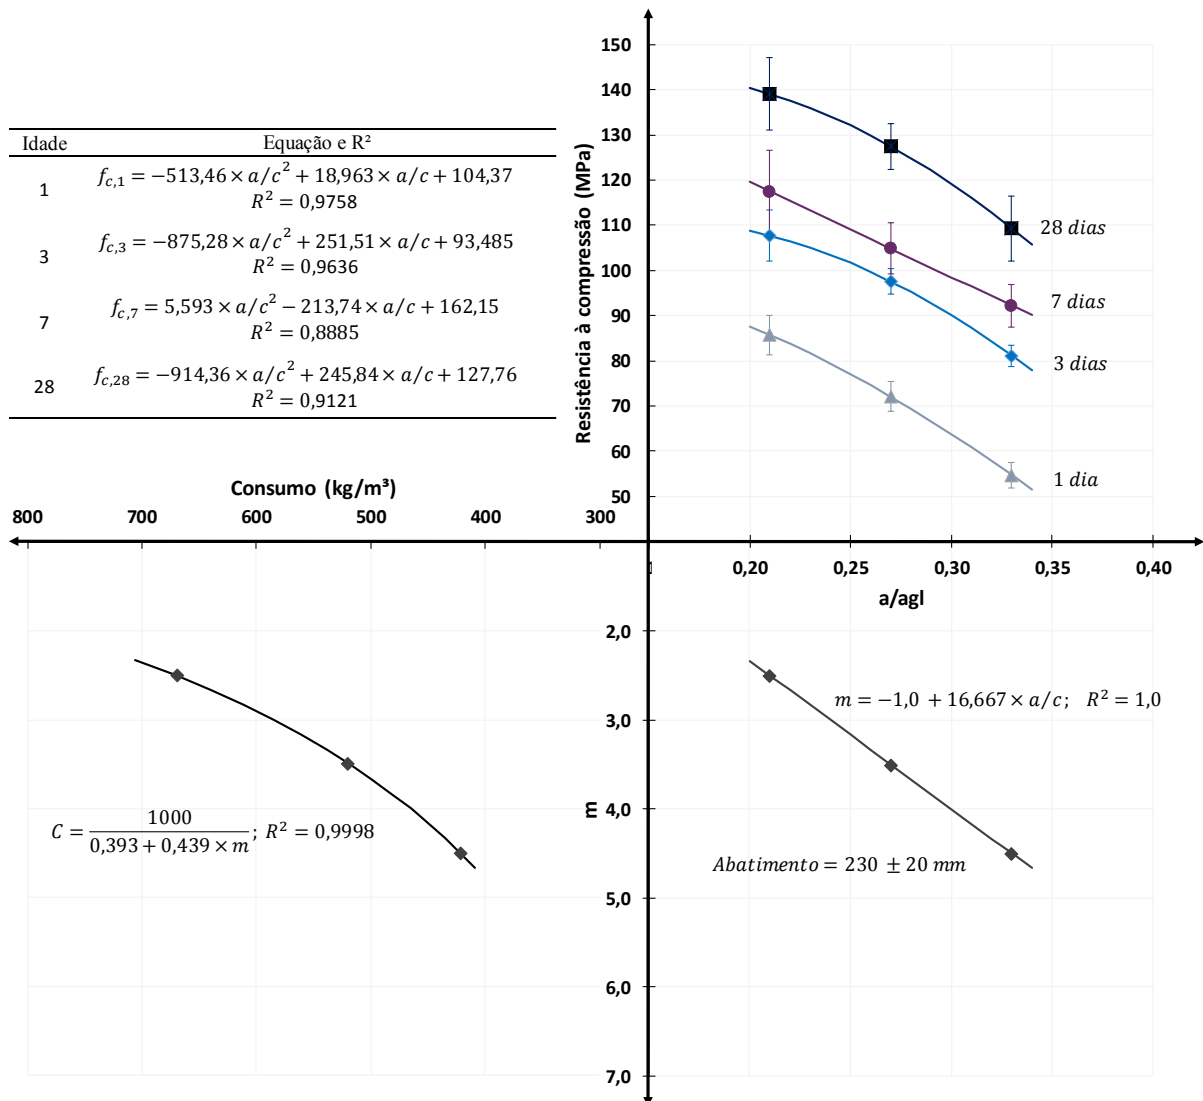 Idade Equação e R²
1 f_{c,1} = −513,46 × a/c² + 18,963 × a/c + 104,37
R² = 0,9758
3 f_{c,3} = −875,28 × a/c² + 251,51 × a/c + 93,485
R² = 0,9636
7 f_{c,7} = 5,593 × a/c² − 213,74 × a/c + 162,15
R² = 0,8885
28 f_{c,28} = −914,36 × a/c² + 245,84 × a/c + 127,76
R² = 0,9121
Resistência à compressão (MPa)
150
140
130
120
110
100
90
80
70
60
50
28 dias
7 dias
3 dias
1 dia
Consumo (kg/m³)
800 700 600 500 400 300
0,20 0,25 0,30 0,35 0,40
a/agl
m
2,0
3,0
4,0
5,0
6,0
7,0
C = 1000 / (0,393 + 0,439 × m); R² = 0,9998
m = −1,0 + 16,667 × a/c; R² = 1,0
Abatimento = 230 ± 20 mm